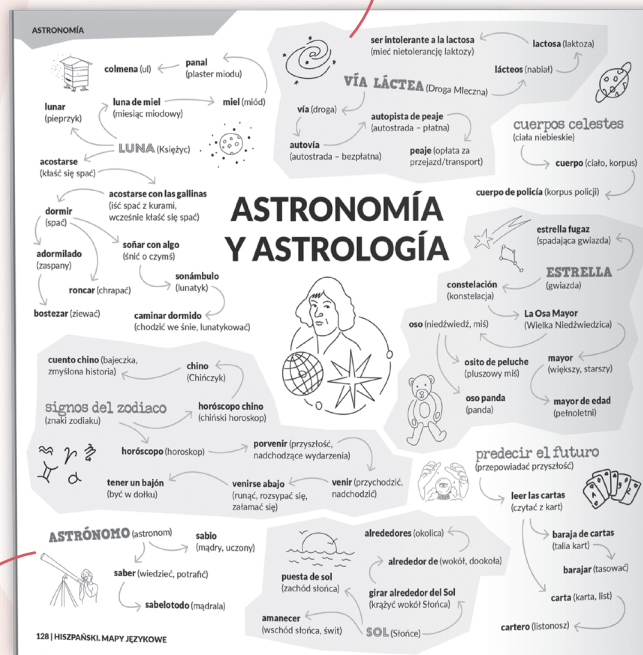 ASTRONOMÍA
colmena (ul)
panal
(plaster miodu)
lunar
(pieprzyk)
luna de miel
(miesiąc miodowy)
miel (miód)
LUNA (Księżyc)
acostarse
(kłaść się spać)
acostarse con las gallinas
(iść spać z kurami,
wcześnie kłaść się spać)
dormir
(spać)
adormilado
(zaspany)
soñar con algo
(śnić o czymś)
roncar (chrapać)
sonámbulo
(lunatyk)
bostezar (ziewać)
caminar dormido
(chodzić we śnie, lunatykować)
ser intolerante a la lactosa
(mieć nietolerancję laktozy)
lactosa (laktoza)
VÍA LÁCTEA (Droga Mleczna)
lácteos (nabiał)
vía (droga)
autopista de peaje
(autostrada – płatna)
autovía
(autostrada – bezpłatna)
peaje (opłata za
przejazd/transport)
cuerpos celestes
(ciała niebieskie)
cuerpo (ciało, korpus)
cuerpo de policía (korpus policji)
ASTRONOMÍA
Y ASTROLOGÍA
estrella fugaz
(spadająca gwiazda)
ESTRELLA
(gwiazda)
constelación
(konstelacja)
La Osa Mayor
(Wielka Niedźwiedzica)
oso (niedźwiedź, miś)
osito de peluche
(pluszowy miś)
mayor
(większy, starszy)
oso panda
(panda)
mayor de edad
(pełnoletni)
cuento chino (bajeczka,
zmyślona historia)
chino
(Chińczyk)
signos del zodiaco
(znaki zodiaku)
horóscopo chino
(chiński horoskop)
horóscopo (horoskop)
porvenir (przyszłość,
nadchodzące wydarzenia)
tener un bajón
(być w dołku)
venirse abajo
(runąć, rozsypać się,
załamać się)
venir (przychodzić,
nadchodzić)
predecir el futuro
(przepowiadać przyszłość)
leer las cartas
(czytać z kart)
baraja de cartas
(talia kart)
barajar (tasować)
carta (karta, list)
cartero (listonosz)
ASTRÓNOMO (astronom)
sabio
(mądry, uczony)
saber (wiedzieć, potrafić)
sabelotodo (mądrala)
alrededores (okolica)
alrededor de (wokół, dookoła)
puesta de sol
(zachód słońca)
girar alrededor del Sol
(krążyć wokół Słońca)
amanecer
(wschód słońca, świt)
SOL (Słońce)
128 | HISZPAŃSKI. MAPY JĘZYKOWE